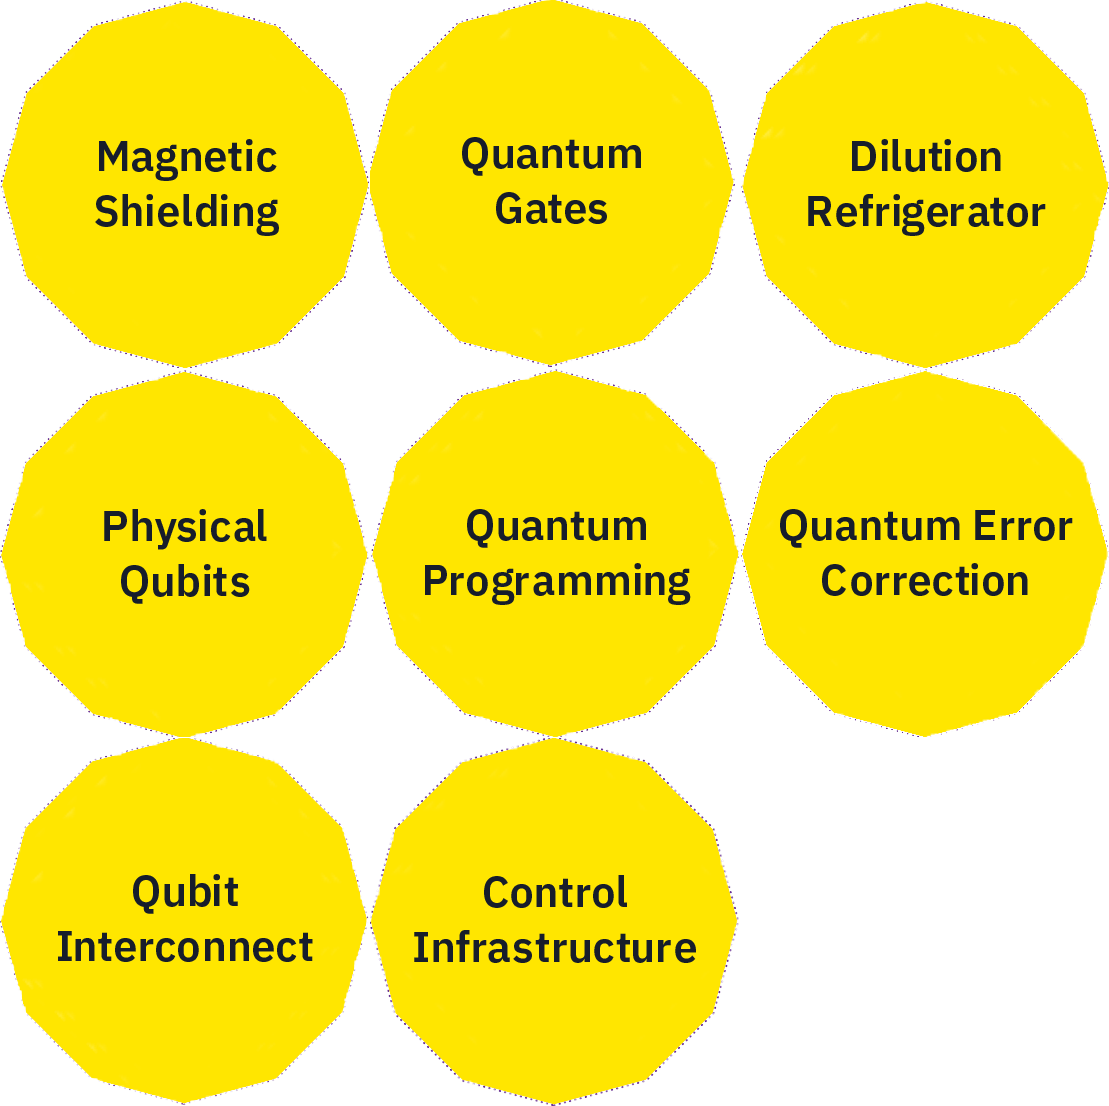 Magnetic
Shielding
Quantum
Gates
Dilution
Refrigerator
Physical
Qubits
Quantum
Programming
Quantum Error
Correction
Qubit
Interconnect
Control
Infrastructure